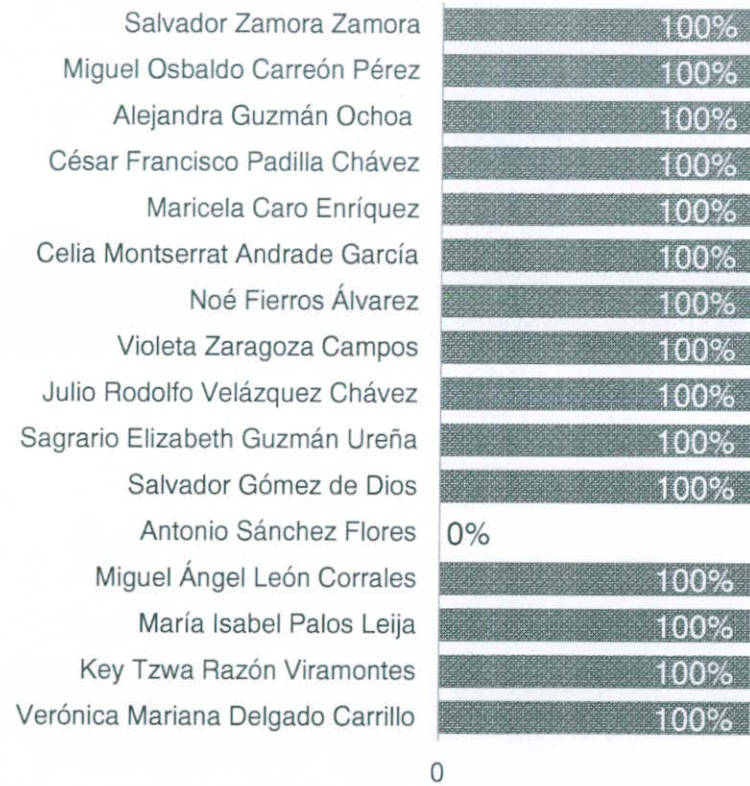 Salvador Zamora Zamora 100%
Miguel Osbaldo Carreón Pérez 100%
Alejandra Guzmán Ochoa 100%
César Francisco Padilla Chávez 100%
Maricela Caro Enríquez 100%
Celia Montserrat Andrade García 100%
Noé Fierros Álvarez 100%
Violeta Zaragoza Campos 100%
Julio Rodolfo Velázquez Chávez 100%
Sagrario Elizabeth Guzmán Ureña 100%
Salvador Gómez de Dios 100%
Antonio Sánchez Flores 0%
Miguel Ángel León Corrales 100%
María Isabel Palos Leija 100%
Key Tzwa Razón Viramontes 100%
Verónica Mariana Delgado Carrillo 100%
0